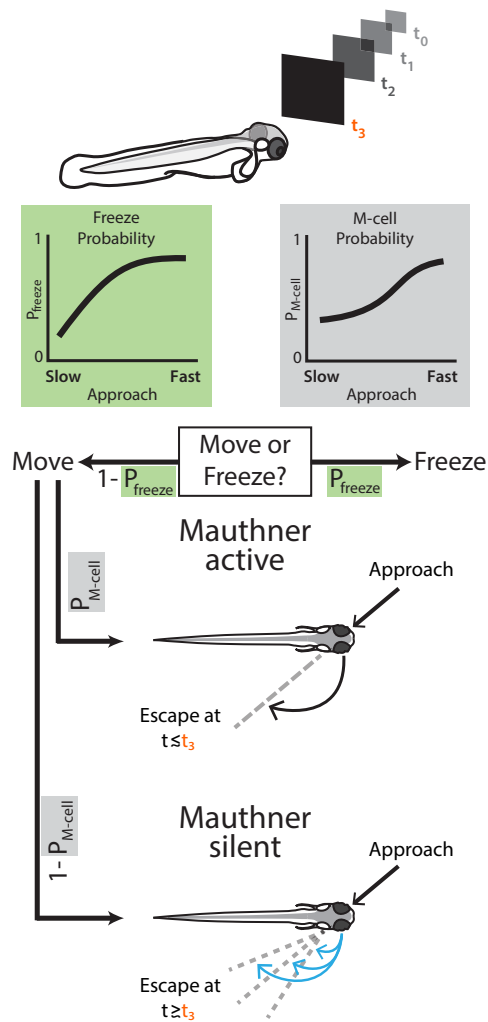 t0
t1
t2
t3
Freeze
Probability
1
Pfreeze
0
Slow
Fast
Approach
M-cell
Probability
1
PM-cell
0
Slow
Fast
Approach
Move
Move or
Freeze?
Freeze
1- Pfreeze
Pfreeze
Mauthner
active
PM-cell
Approach
Escape at
t≲t3
Mauthner
silent
1- PM-cell
Approach
Escape at
t≳t3